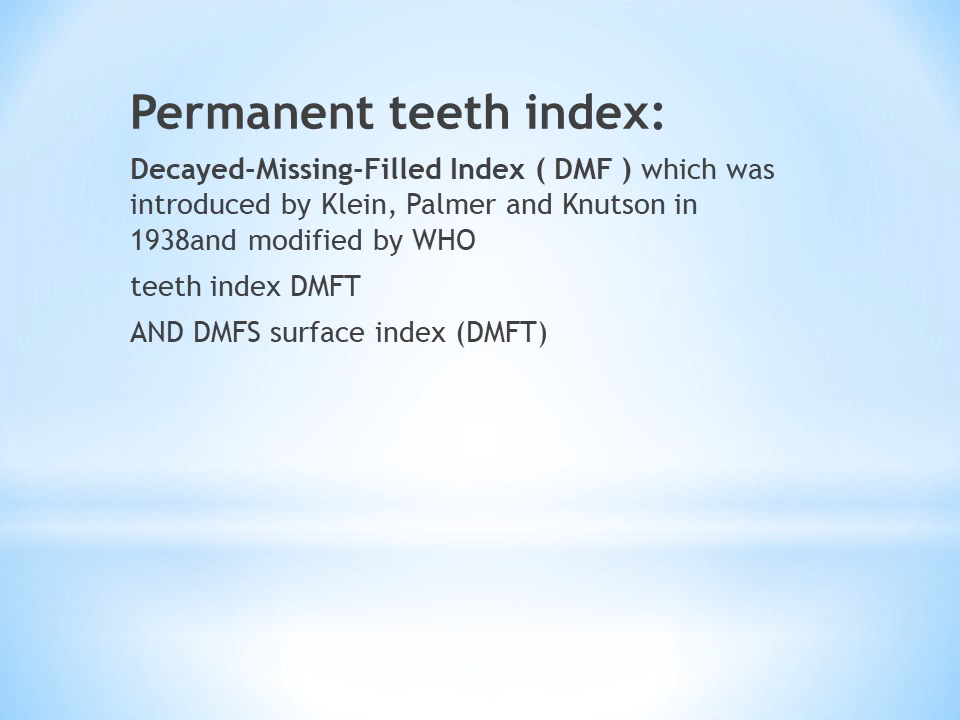 Permanent teeth index:
Decayed-Missing-Filled Index ( DMF ) which was
introduced by Klein, Palmer and Knutson in
1938and modified by WHO
teeth index DMFT
AND DMFS surface index (DMFT)